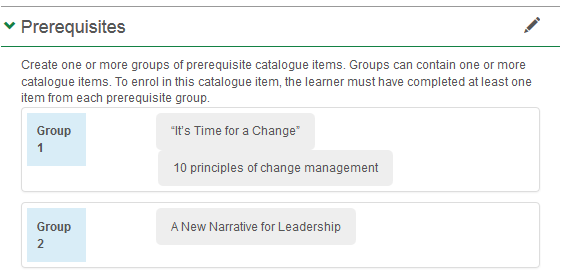 Prerequisites
Create one or more groups of prerequisite catalogue items. Groups can contain one or more
catalogue items. To enrol in this catalogue item, the learner must have completed at least one
item from each prerequisite group.
Group
1
“It's Time for a Change”
10 principles of change management
Group
2
A New Narrative for Leadership